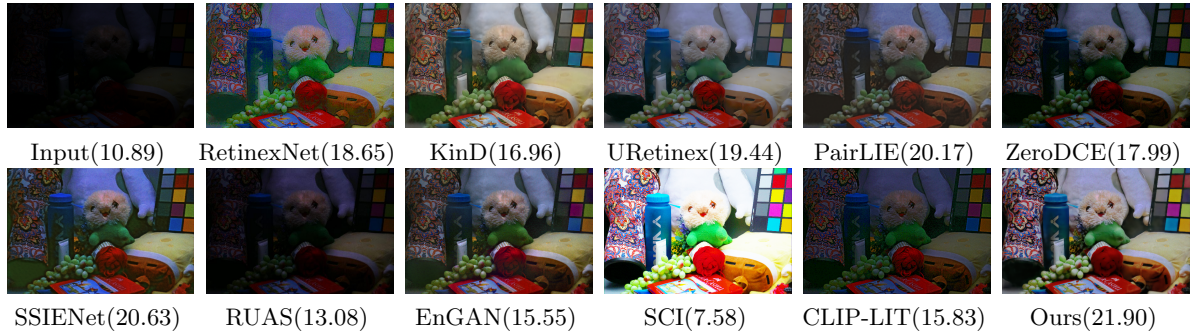 Input(10.89) RetinexNet(18.65) KinD(16.96) URetinex(19.44) PairLIE(20.17) ZeroDCE(17.99)
SSIENet(20.63) RUAS(13.08) EnGAN(15.55) SCI(7.58) CLIP-LIT(15.83) Ours(21.90)